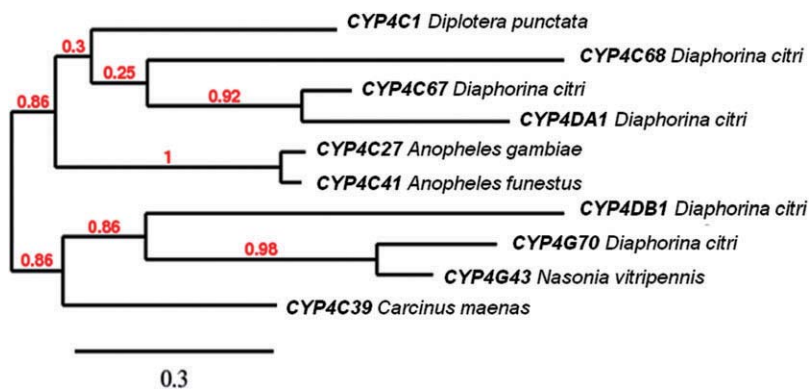 CYP4C1 Diplotera punctata
0.3
CYP4C68 Diaphorina citri
0.25
CYP4C67 Diaphorina citri
0.92
0.86
CYP4DA1 Diaphorina citri
CYP4C27 Anopheles gambiae
1
CYP4C41 Anopheles funestus
CYP4DB1 Diaphorina citri
0.86
CYP4G70 Diaphorina citri
0.98
0.86
CYP4G43 Nasonia vitripennis
CYP4C39 Carcinus maenas
0.3